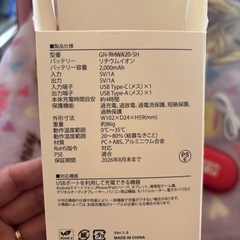 ■製品仕様
型番 GN-RHWA20-SH
バッテリー リチウムイオン
バッテリー容量 2,000mAh
入力 5V/1A
出力 5V/1A
入力端子 USB Type-C (メス) ×1
出力端子 USB Type-A (メス) ×1
本体充電時間目安 約4時間
保護機能 過充電、過放電、過電流保護、短絡保護、
過熱保護
外形寸法 W102×D24×H59(mm)
重量 約86g
動作温度範囲 0℃～35℃
動作湿度範囲 20～80% (結露なきこと)
材質 PC+ABS、アルミニウム合金
RoHS指令 対応
PSE 適合
保証期間 2026年8月末まで
■対応機器
USBポートを利用して充電できる機器
Ver.1.0
MADE IN CHINA